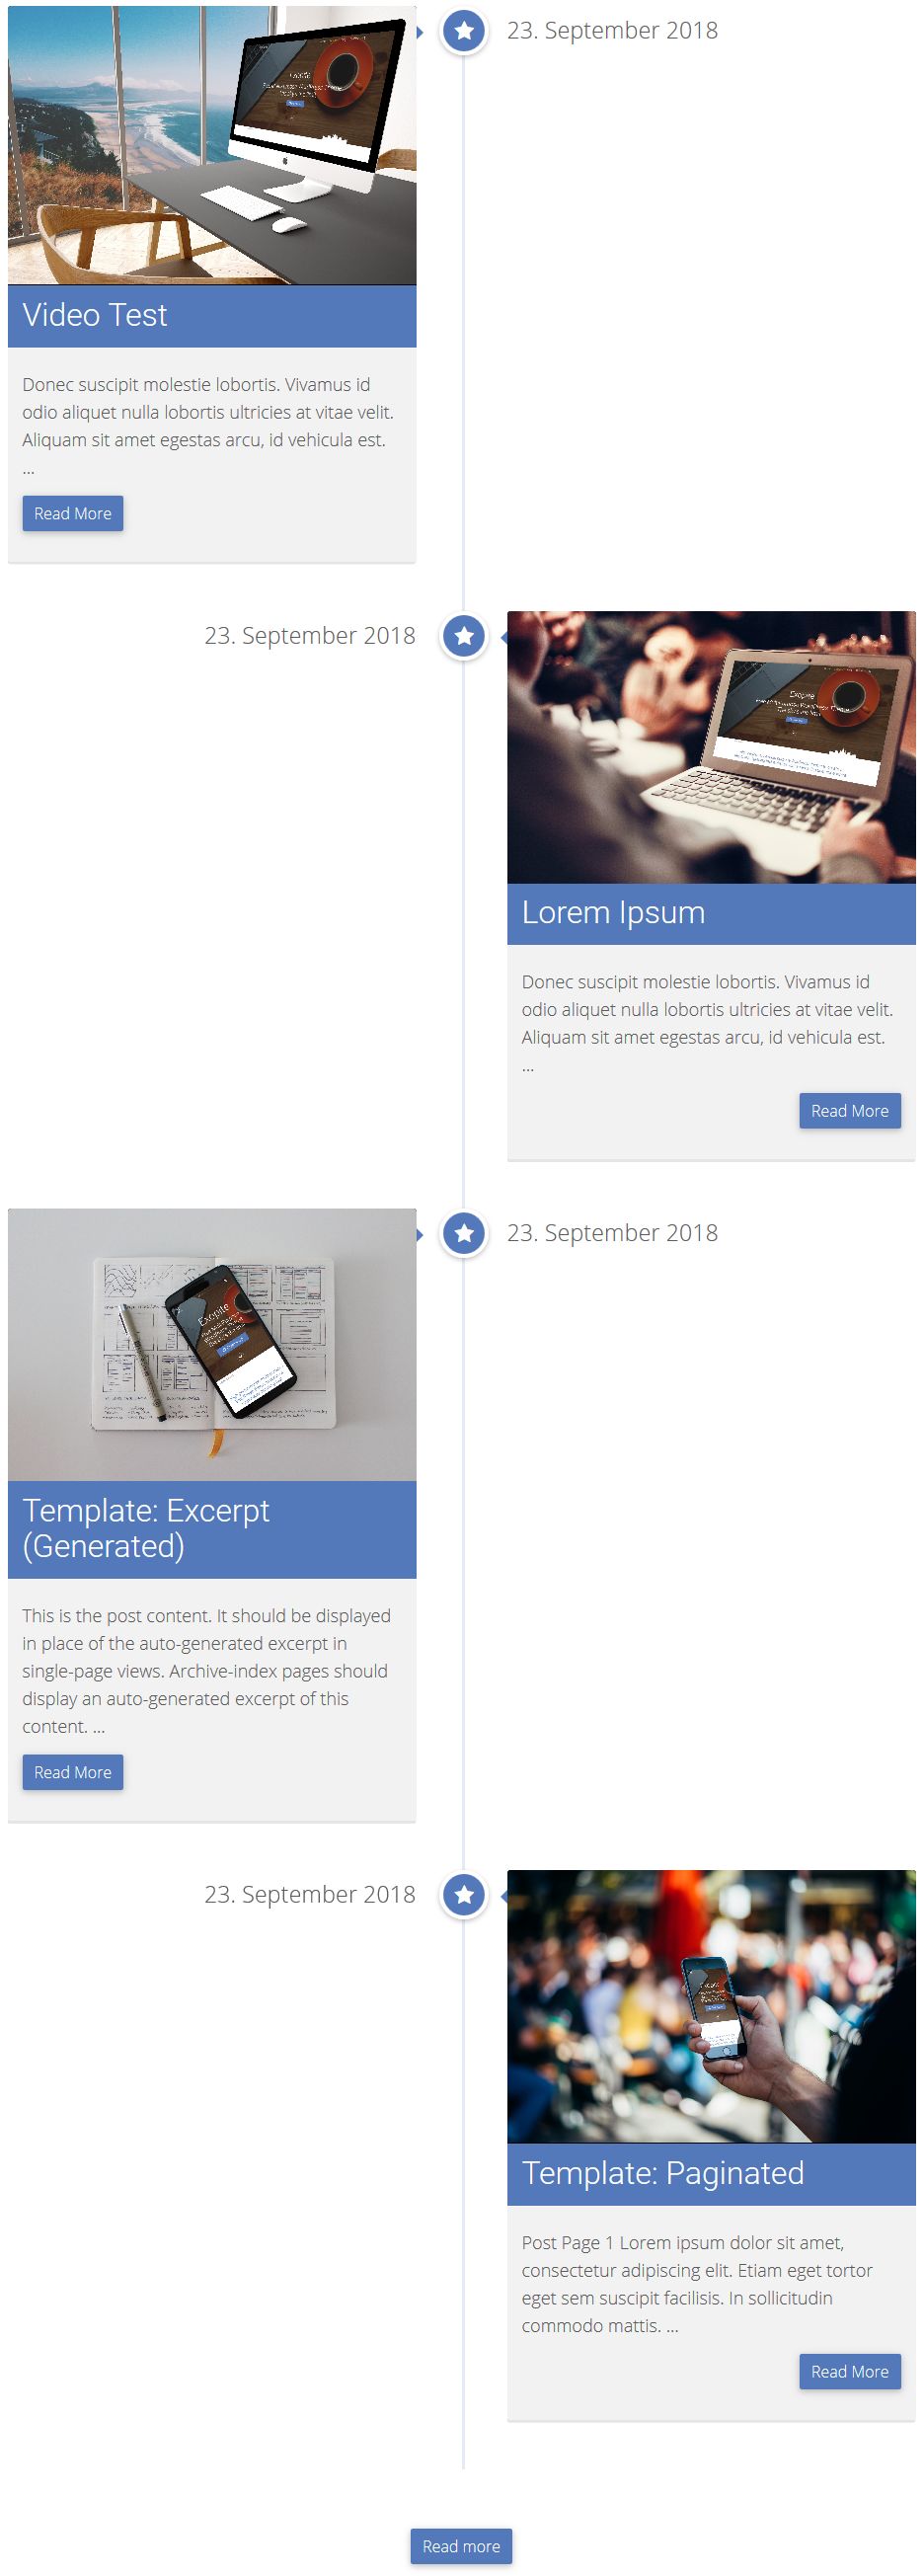 23. September 2018
Video Test
Donec suscipit molestie lobortis. Vivamus id
odio aliquet nulla lobortis ultricies at vitae velit.
Aliquam sit amet egestas arcu, id vehicula est.
...
Read More
23. September 2018
Lorem Ipsum
Donec suscipit molestie lobortis. Vivamus id
odio aliquet nulla lobortis ultricies at vitae velit.
Aliquam sit amet egestas arcu, id vehicula est.
...
Read More
23. September 2018
Exopite
Template: Excerpt
(Generated)
This is the post content. It should be displayed
in place of the auto-generated excerpt in
single-page views. Archive-index pages should
display an auto-generated excerpt of this
content. ...
Read More
23. September 2018
Template: Paginated
Post Page 1 Lorem ipsum dolor sit amet,
consectetur adipiscing elit. Etiam eget tortor
eget sem suscipit facilisis. In sollicitudin
commodo mattis. ...
Read More
Read more